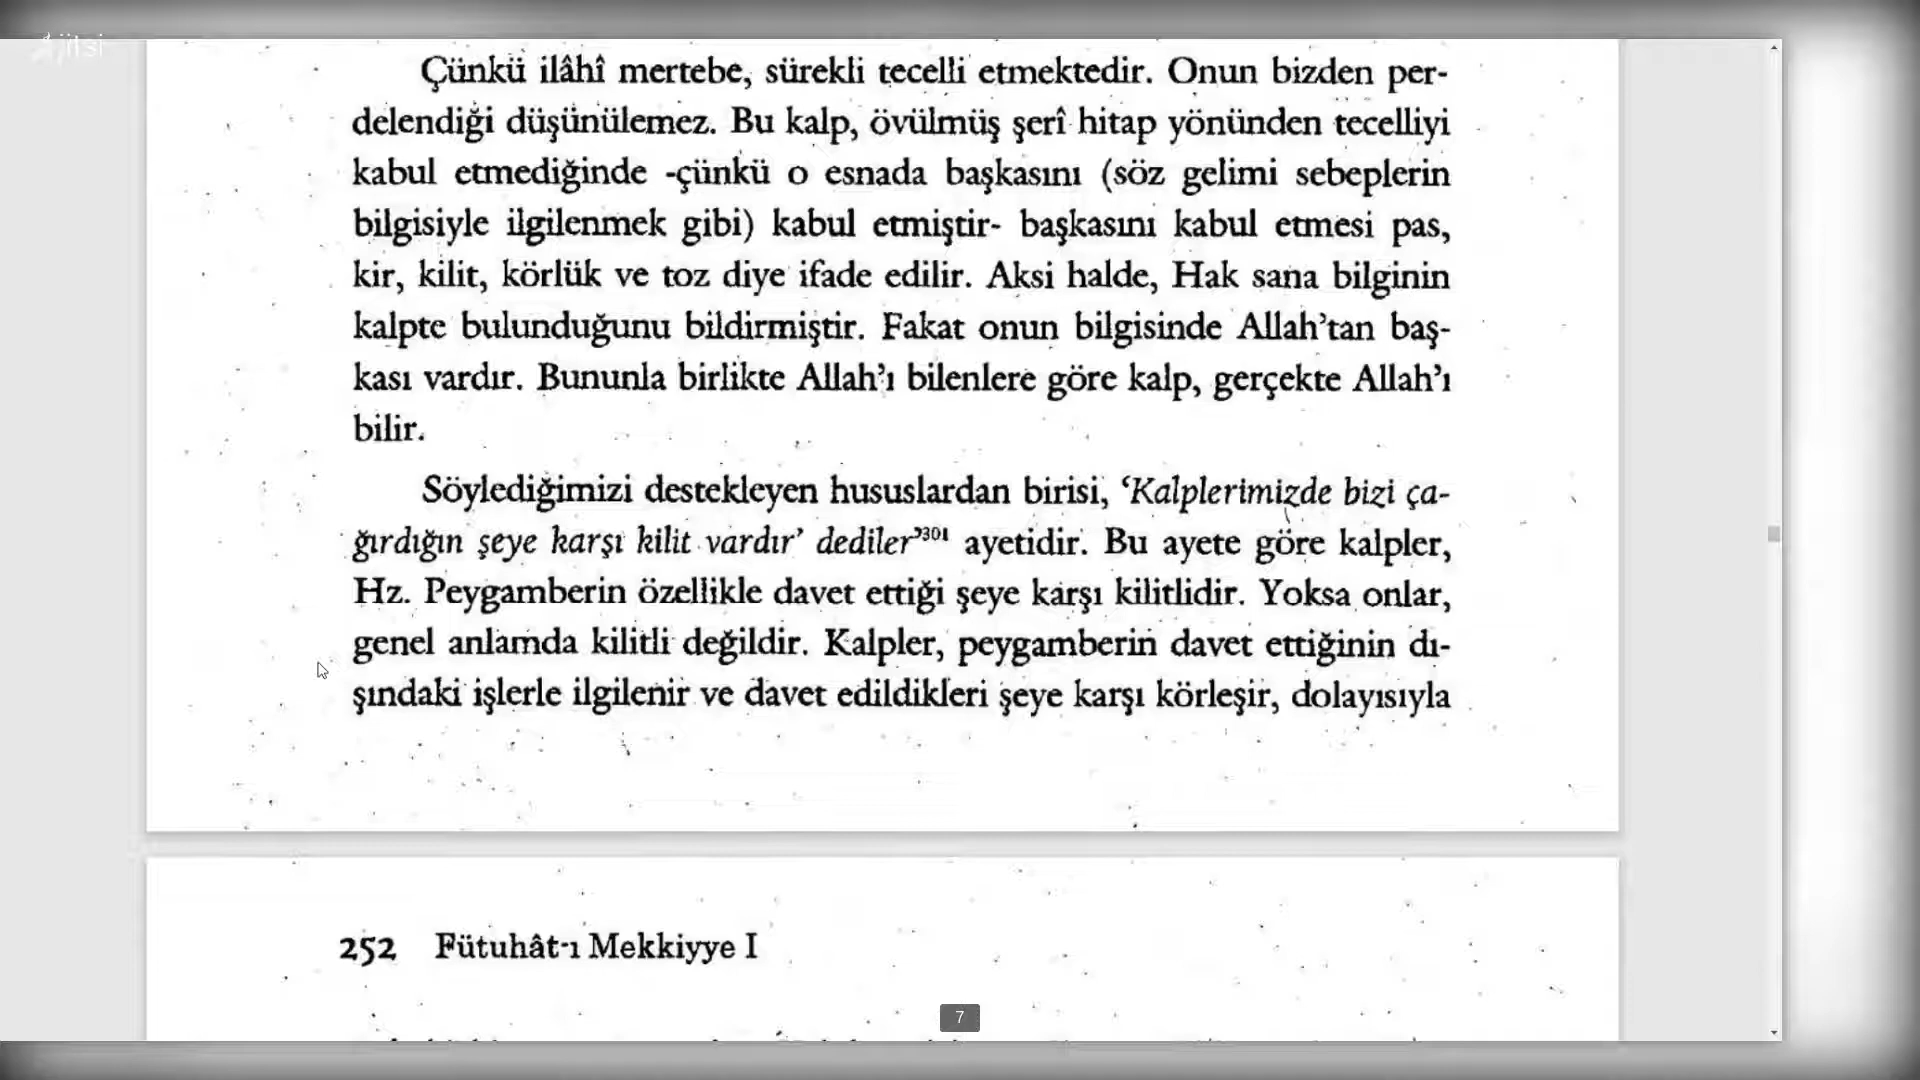 jitsi
Çünkü ilâhî mertebe, sürekli tecelli etmektedir. Onun bizden per-
delendiği düşünülemez. Bu kalp, övülmüş şerî hitap yönünden tecelliyi
kabul etmediğinde -çünkü o esnada başkasını (söz gelimi sebeplerin
bilgisiyle ilgilenmek gibi) kabul etmiştir- başkasını kabul etmesi pas,
kir, kilit, körlük ve toz diye ifade edilir. Aksi halde, Hak sana bilginin
kalpte bulunduğunu bildirmiştir. Fakat onun bilgisinde Allah’tan baş-
kası vardır. Bununla birlikte Allah’ı bilenlere göre kalp, gerçekte Allah’ı
bilir.
Söylediğimizi destekleyen hususlardan birisi, ‘Kalplerimizde bizi ça-
ğırdığın şeye karşı kilit vardır’ dediler’³⁰¹ ayetidir. Bu ayete göre kalpler,
Hz. Peygamberin özellikle davet ettiği şeye karşı kilitlidir. Yoksa onlar,
genel anlamda kilitli değildir. Kalpler, peygamberin davet ettiğinin dı-
şındaki işlerle ilgilenir ve davet edildikleri şeye karşı körleşir, dolayısıyla
252 Fütuhât-ı Mekkiyye I
7